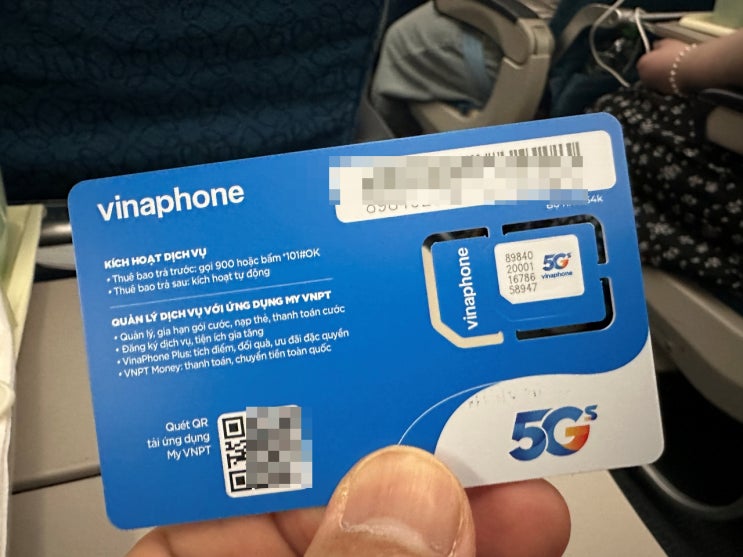 vinaphone
KÍCH HOẠT DỊCH VỤ
• Thuê bao trả trước: gọi 900 hoặc bấm *101#OK
• Thuê bao trả sau: kích hoạt tự động
QUẢN LÝ DỊCH VỤ VỚI ỨNG DỤNG MY VNPT
• Quản lý, gia hạn gói cước, nạp thẻ, thanh toán cước
• Đăng ký dịch vụ, tiện ích gia tăng
• VinaPhone Plus: tích điểm, đổi quà, ưu đãi đặc quyền
• VNPT Money: thanh toán, chuyển tiền toàn quốc
Quét QR
tải ứng dụng
My VNPT
vinaphone
89840
20001
16786
58947
5Gs
vinaphone
5Gs